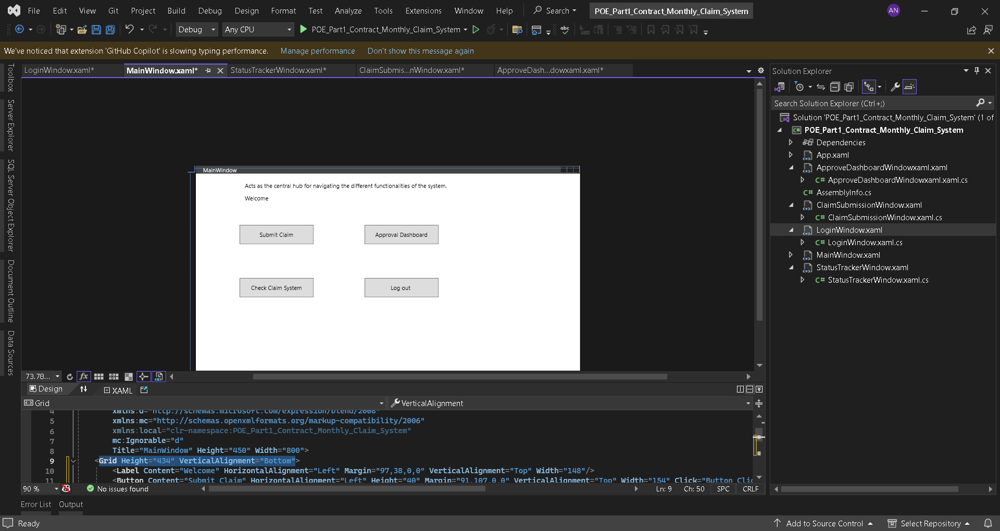 File Edit View Git Project Build Debug Design Format Test Analyze Tools Extensions Window Help Search POE_Part1_Contract_Monthly_Claim_System AN
Debug Any CPU POE_Part1_Contract_Monthly_Claim_System
We've noticed that extension 'GitHub Copilot' is slowing typing performance. Manage performance Don't show this message again
LoginWindow.xaml* MainWindow.xaml* StatusTrackerWindow.xaml* ClaimSubmis...nWindow.xaml* ApproveDash...dowxaml.xaml*
Toolbox
Server Explorer
SQL Server Object Explorer
Document Outline
Data Sources
MainWindow
Acts as the central hub for navigating the different functionalities of the system.
Welcome
Submit Claim Approval Dashboard
Check Claim System Log out
73.78...
Design XAML
Grid VerticalAlignment
4 xmlns:d="http://schemas.microsoft.com/expression/blend/2008"
5 xmlns:mc="http://schemas.openxmlformats.org/markup-compatibility/2006"
6 xmlns:local="clr-namespace:POE_Part1_Contract_Monthly_Claim_System"
7 mc:Ignorable="d"
8 Title="MainWindow" Height="450" Width="800">
9 <Grid Height="434" VerticalAlignment="Bottom">
10 <Label Content="Welcome" HorizontalAlignment="Left" Margin="97,38,0,0" VerticalAlignment="Top" Width="148"/>
11 <Button Content="Submit Claim" HorizontalAlignment="Left" Height="40" Margin="91,107,0,0" VerticalAlignment="Top" Width="154" Click="Button_Clic
90 % No issues found Ln: 9 Ch: 50 SPC CRLF
Error List Output
Solution Explorer
Search Solution Explorer (Ctrl+;)
Solution 'POE_Part1_Contract_Monthly_Claim_System' (1 of
POE_Part1_Contract_Monthly_Claim_System
Dependencies
App.xaml
ApproveDashboardWindowxaml.xaml
C# ApproveDashboardWindowxaml.xaml.cs
C# AssemblyInfo.cs
ClaimSubmissionWindow.xaml
C# ClaimSubmissionWindow.xaml.cs
LoginWindow.xaml
C# LoginWindow.xaml.cs
MainWindow.xaml
StatusTrackerWindow.xaml
C# StatusTrackerWindow.xaml.cs
Ready Add to Source Control Select Repository